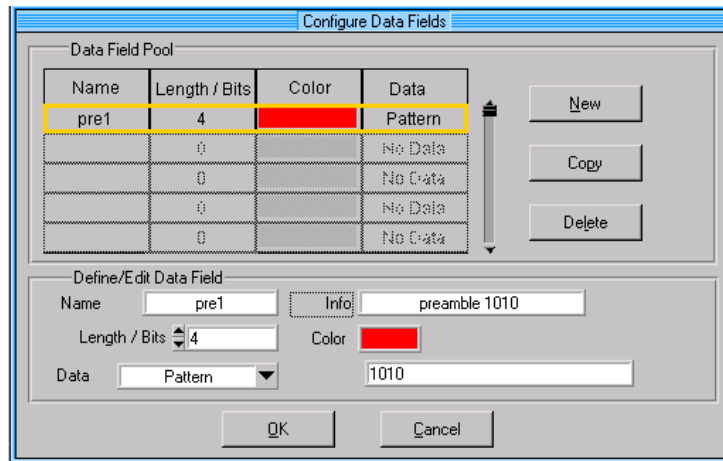 Configure Data Fields
Data Field Pool
Name Length / Bits Color Data
pre1 4 Pattern
0 No Data
0 No Data
0 No Data
0 No Data
New
Copy
Delete
Define/Edit Data Field
Name pre1 Info preamble 1010
Length / Bits 4 Color
Data Pattern 1010
OK Cancel